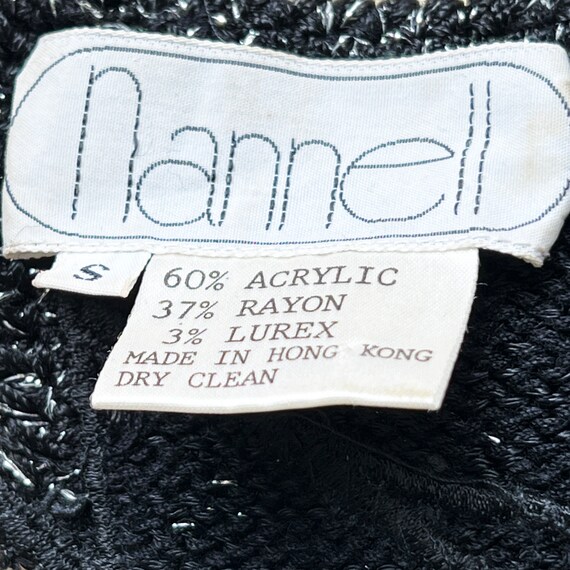 nannell
S
60% ACRYLIC
37% RAYON
3% LUREX
MADE IN HONG KONG
DRY CLEAN